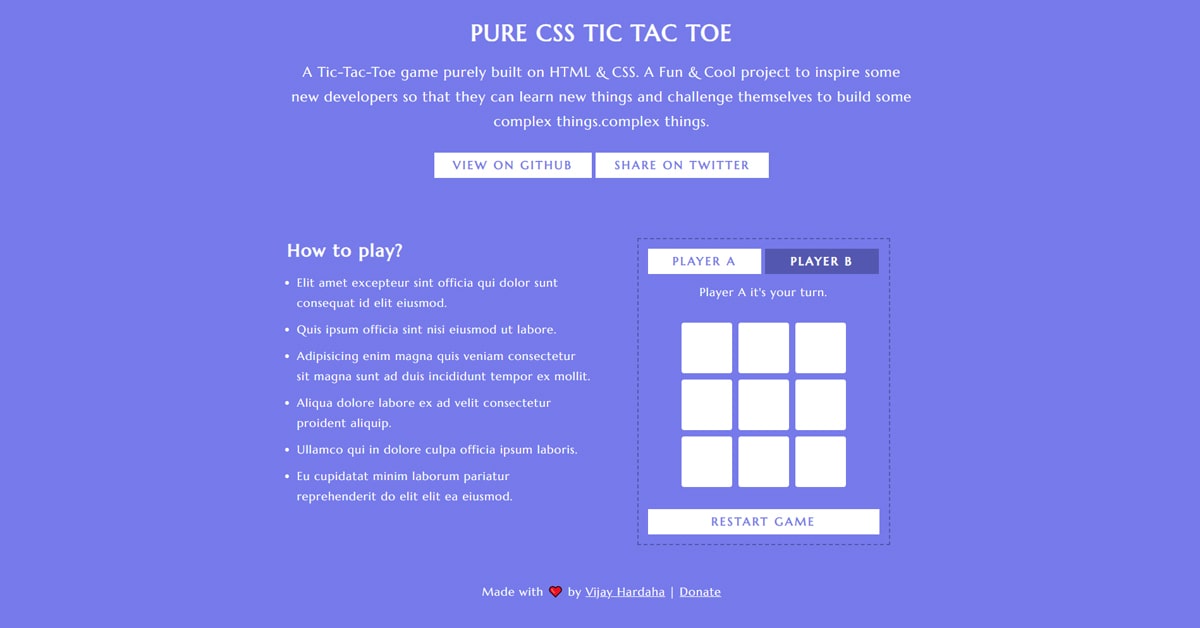 PURE CSS TIC TAC TOE
A Tic-Tac-Toe game purely built on HTML & CSS. A Fun & Cool project to inspire some
new developers so that they can learn new things and challenge themselves to build some
complex things.complex things.
VIEW ON GITHUB
SHARE ON TWITTER
How to play?
• Elit amet excepteur sint officia qui dolor sunt
consequat id elit eiusmod.
• Quis ipsum officia sint nisi eiusmod ut labore.
• Adipisicing enim magna quis veniam consectetur
sit magna sunt ad duis incididunt tempor ex mollit.
• Aliqua dolore labore ex ad velit consectetur
proident aliquip.
• Ullamco qui in dolore culpa officia ipsum laboris.
• Eu cupidatat minim laborum pariatur
reprehenderit do elit elit ea eiusmod.
PLAYER A
PLAYER B
Player A it's your turn.
RESTART GAME
Made with ❤️ by Vijay Hardaha | Donate